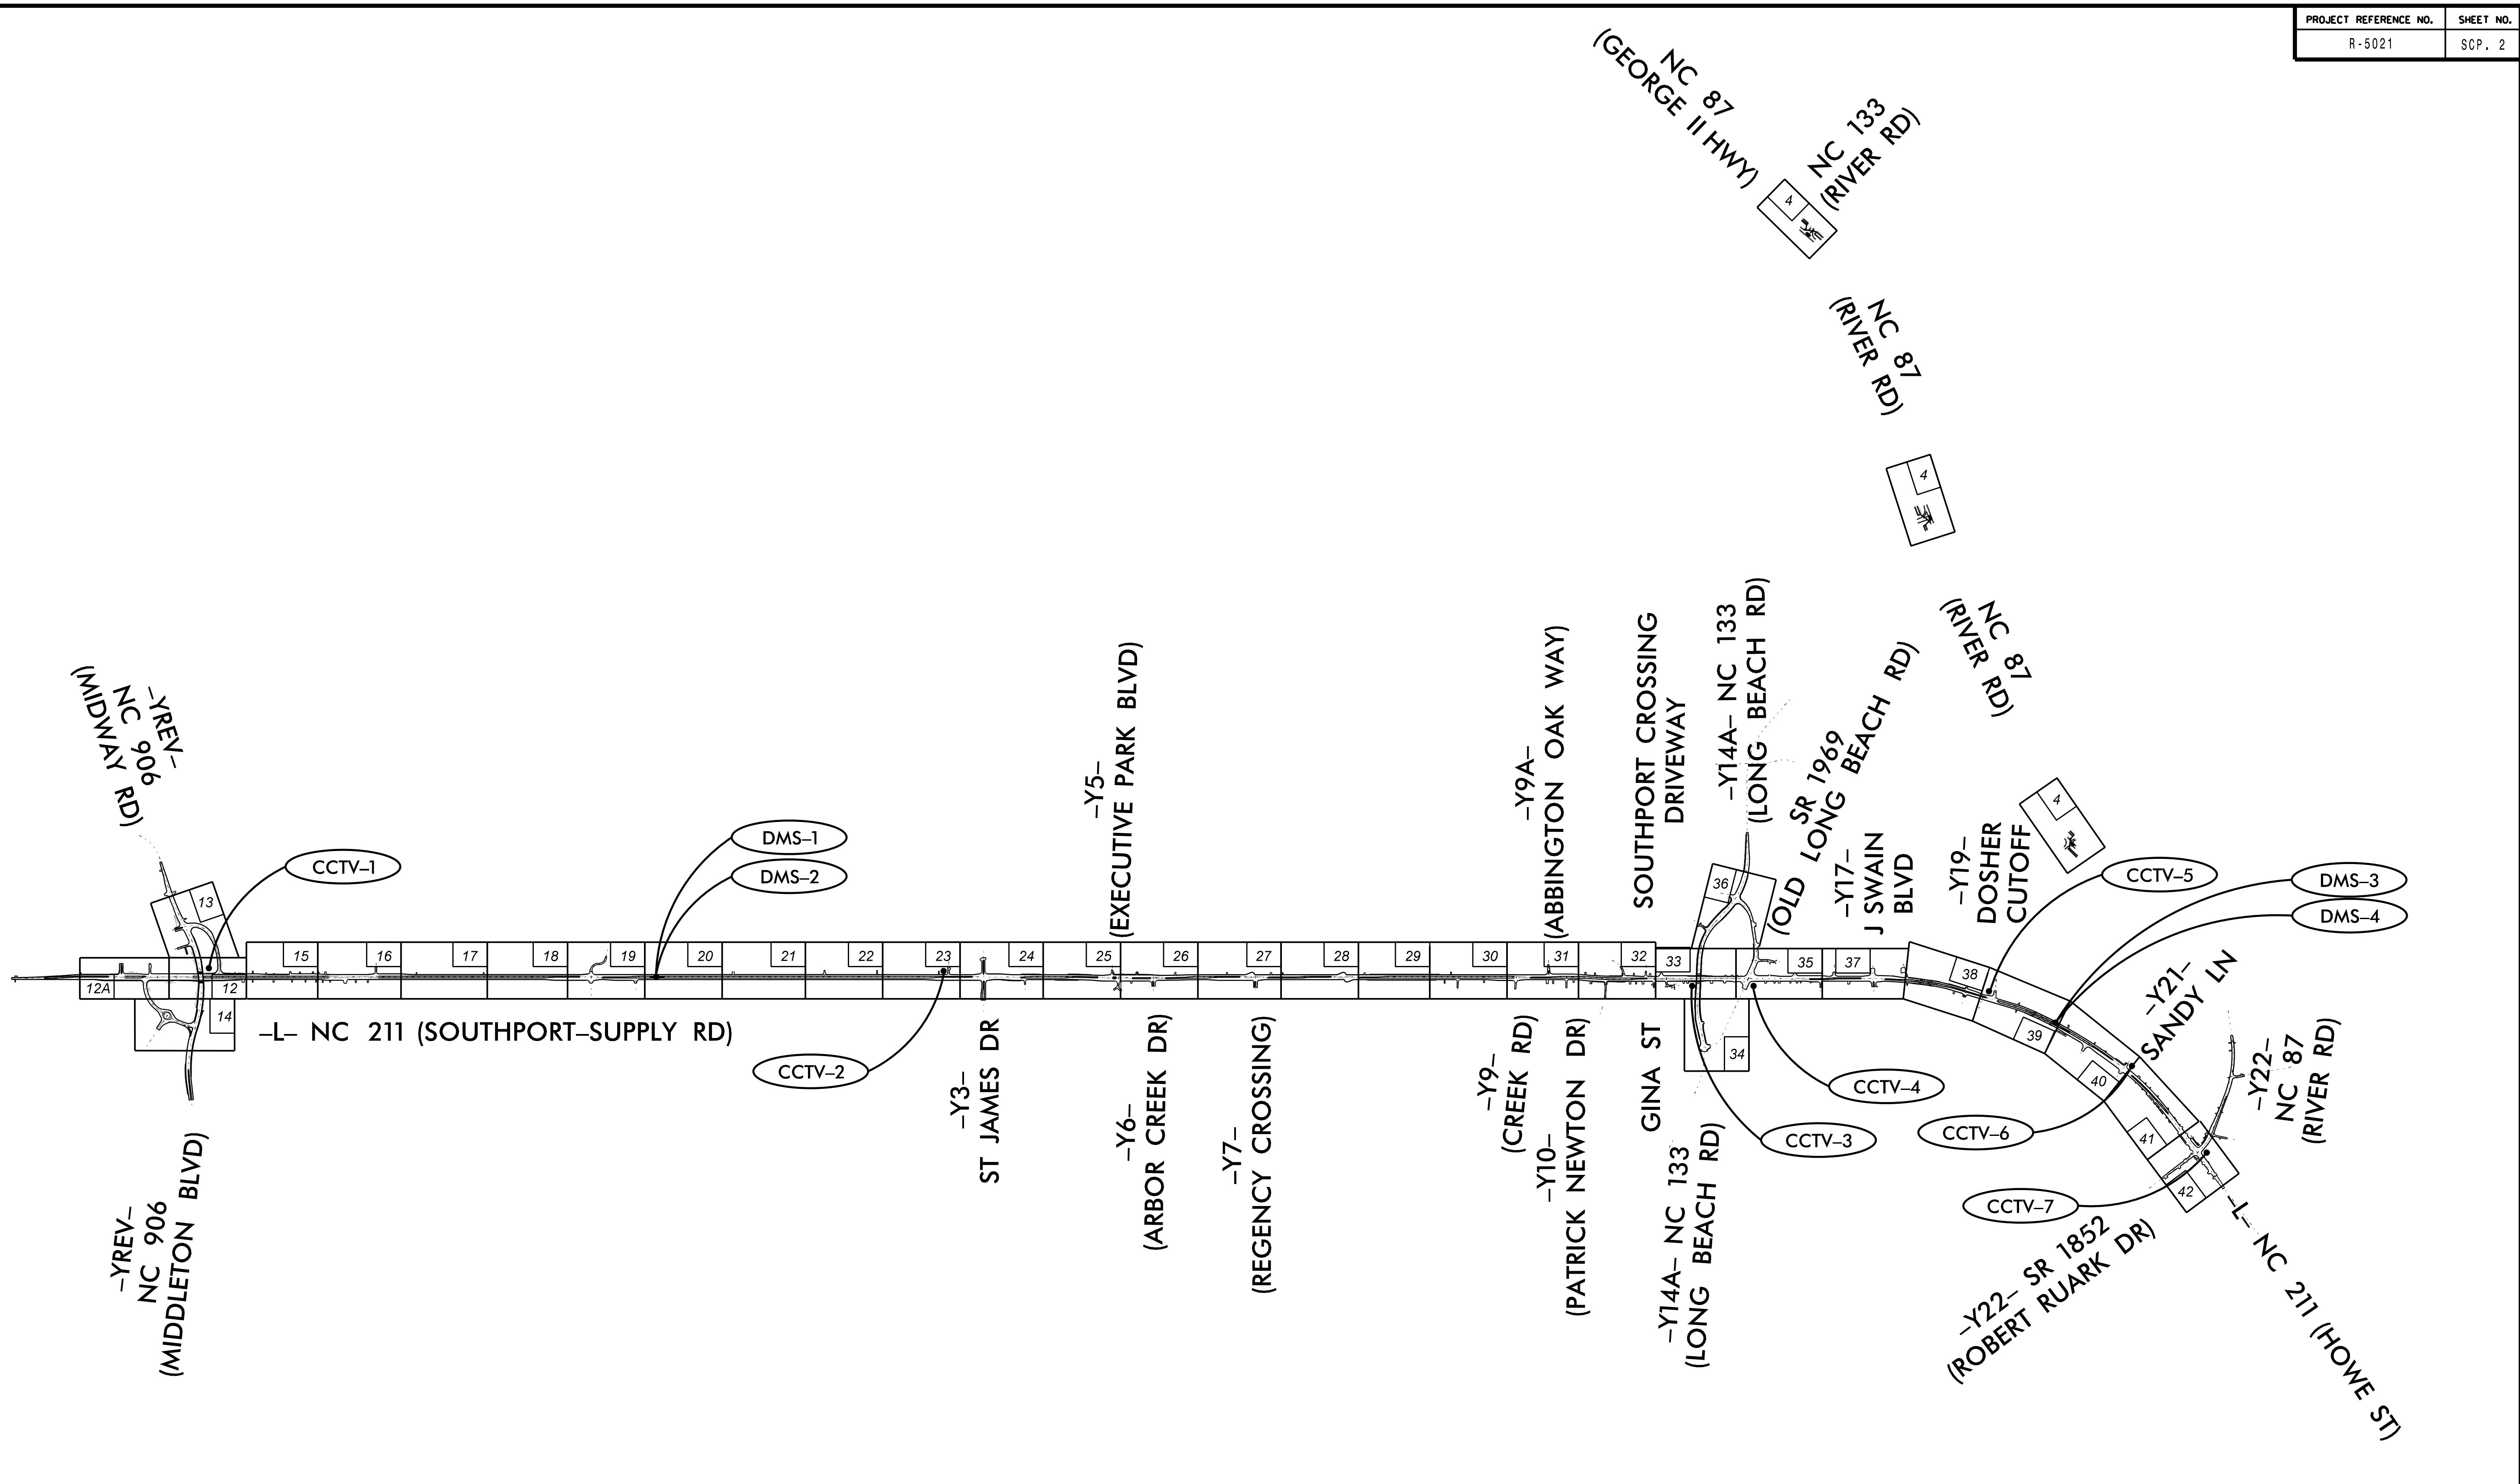 PROJECT REFERENCE NO.
SHEET NO.
R-5021
SCP. 2
NC 87
(GEORGE II HWY)
NC 133
(RIVER RD)
4
NC 87
(RIVER RD)
4
NC 87
(RIVER RD)
4
-YREV-
NC 906
(MIDWAY RD)
CCTV-1
DMS-1
DMS-2
-Y5-
(EXECUTIVE PARK BLVD)
-Y9A-
(ABBINGTON OAK WAY)
SOUTHPORT CROSSING
DRIVEWAY
-Y14A- NC 133
(LONG BEACH RD)
SR 1969
(OLD LONG BEACH RD)
-Y17-
J SWAIN
BLVD
-Y19-
DOSHER
CUTOFF
CCTV-5
DMS-3
DMS-4
-Y21-
SANDY LN
13
12A
12
14
15
16
17
18
19
20
21
22
23
24
25
26
27
28
29
30
31
32
33
34
35
36
37
38
39
40
41
42
-L- NC 211 (SOUTHPORT-SUPPLY RD)
CCTV-2
-Y3-
ST JAMES DR
-Y6-
(ARBOR CREEK DR)
-Y7-
(REGENCY CROSSING)
-Y9-
(CREEK RD)
-Y10-
(PATRICK NEWTON DR)
GINA ST
-Y14A- NC 133
(LONG BEACH RD)
CCTV-3
CCTV-4
CCTV-6
CCTV-7
-Y22-
NC 87
(RIVER RD)
-Y22- SR 1852
(ROBERT RUARK DR)
-L- NC 211 (HOWE ST)
-YREV-
NC 906
(MIDDLETON BLVD)